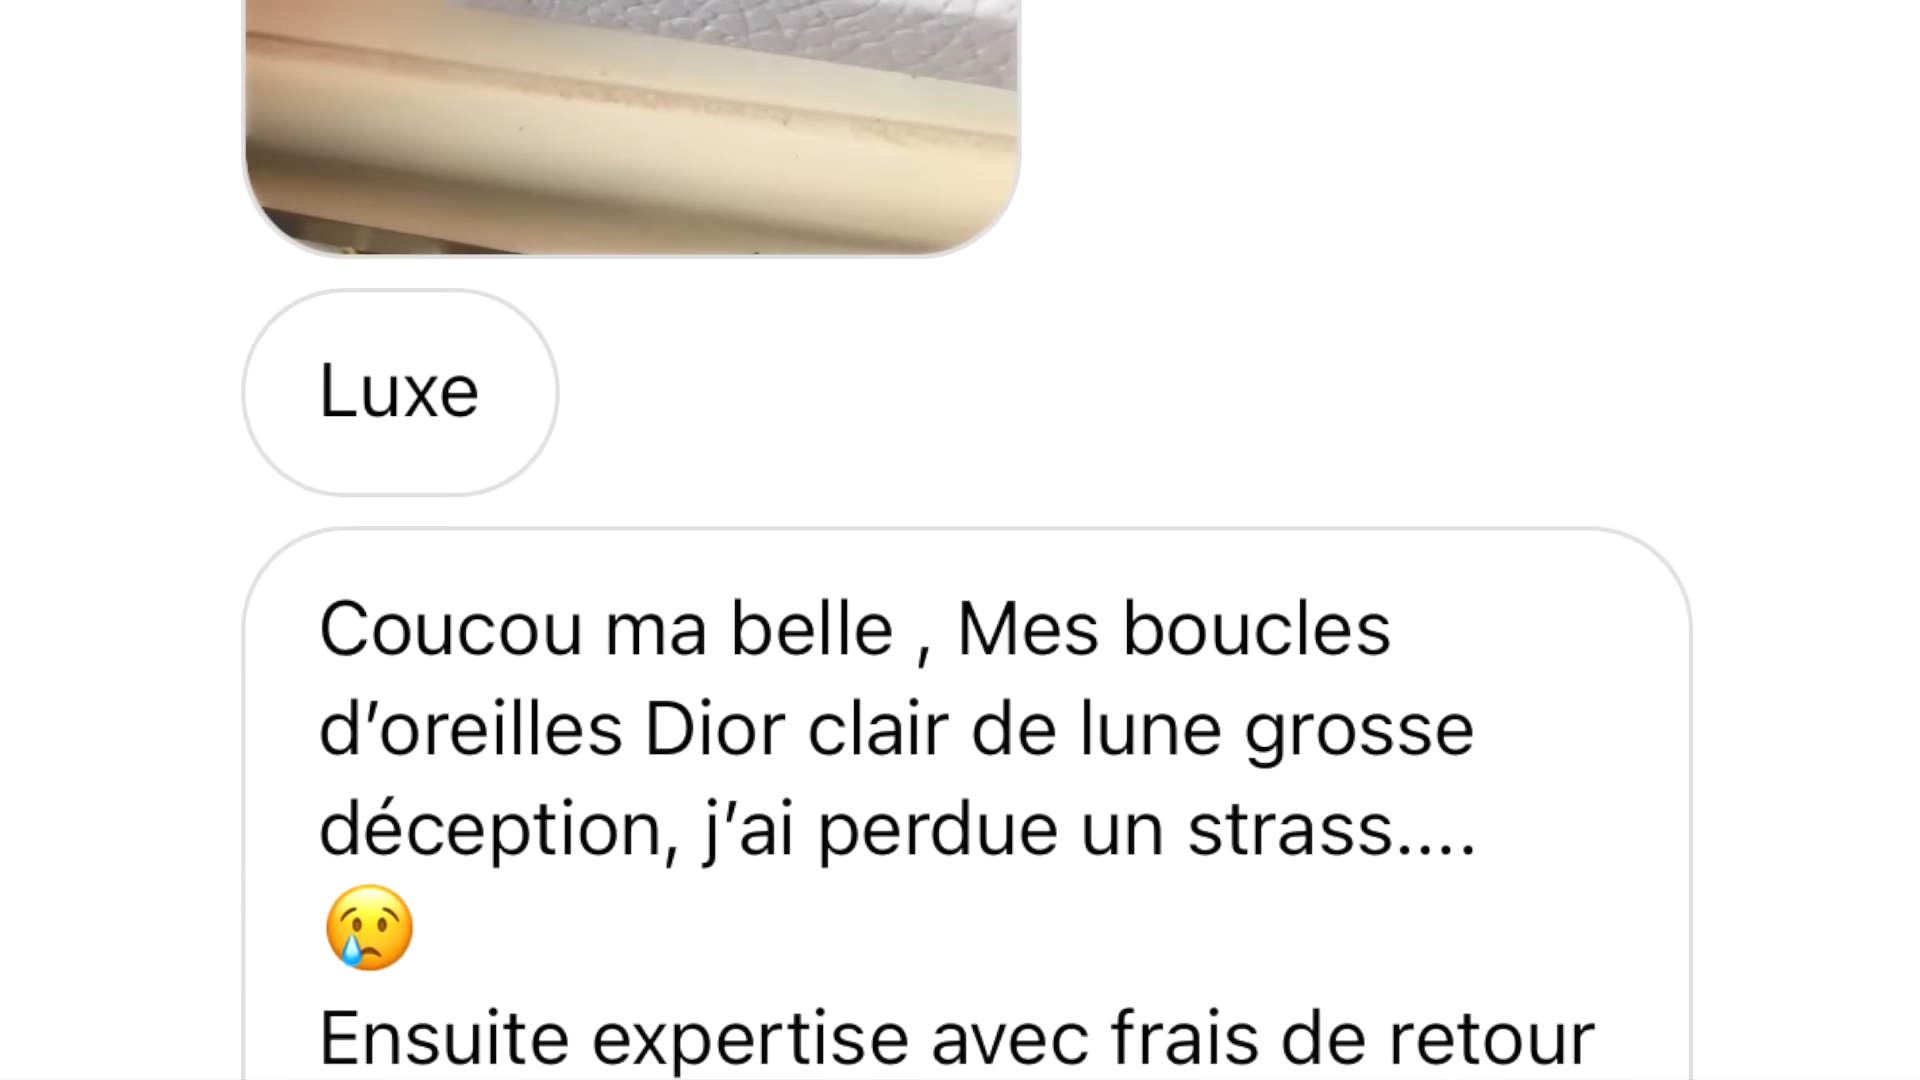 Luxe
Coucou ma belle , Mes boucles
d’oreilles Dior clair de lune grosse
déception, j’ai perdue un strass....
😢
Ensuite expertise avec frais de retour